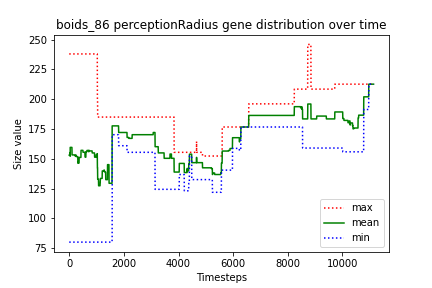 boids_86 perceptionRadius gene distribution over time
Size value
250
225
200
175
150
125
100
75
0
2000
4000
6000
8000
10000
Timesteps
max
mean
min